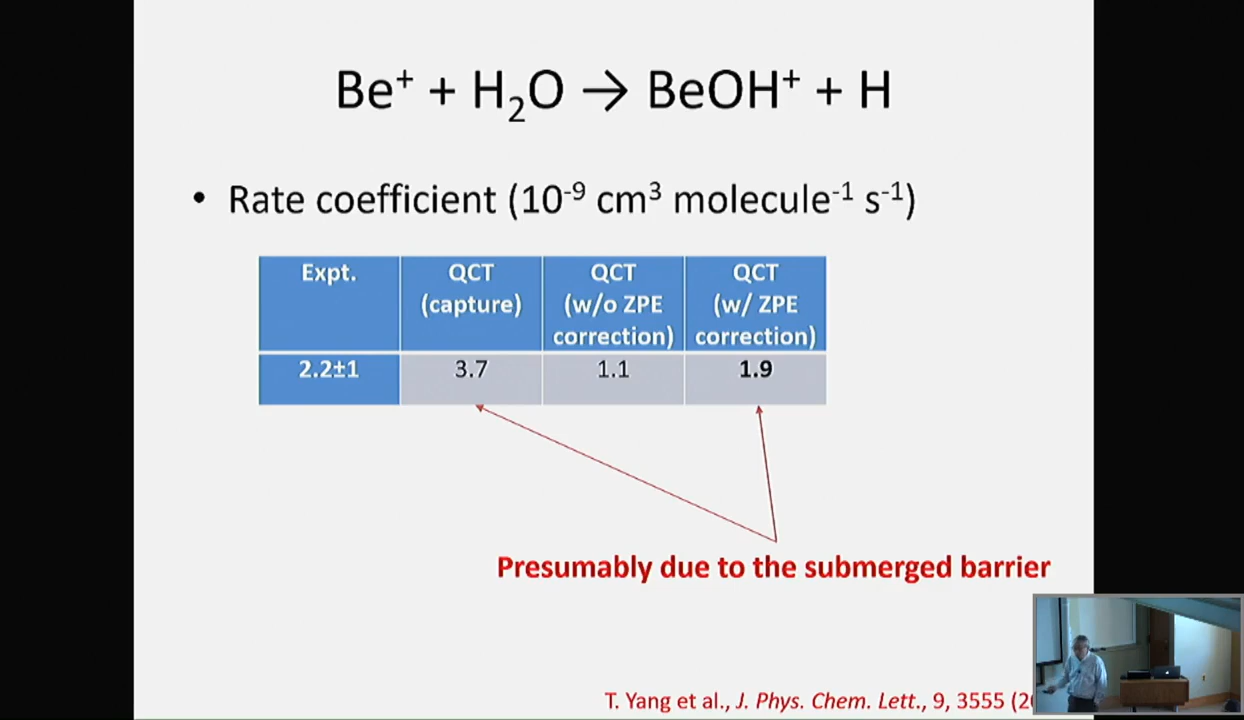 Be⁺ + H₂O → BeOH⁺ + H
• Rate coefficient (10⁻⁹ cm³ molecule⁻¹ s⁻¹)
Expt. QCT (capture) QCT (w/o ZPE correction) QCT (w/ ZPE correction)
2.2±1 3.7 1.1 1.9
Presumably due to the submerged barrier
T. Yang et al., J. Phys. Chem. Lett., 9, 3555